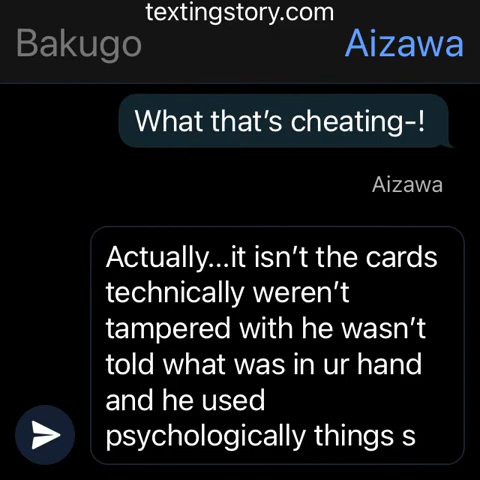 textingstory.com
Bakugo Aizawa
What that’s cheating-!
Aizawa
Actually...it isn’t the cards
technically weren’t
tampered with he wasn’t
told what was in ur hand
and he used
psychologically things s